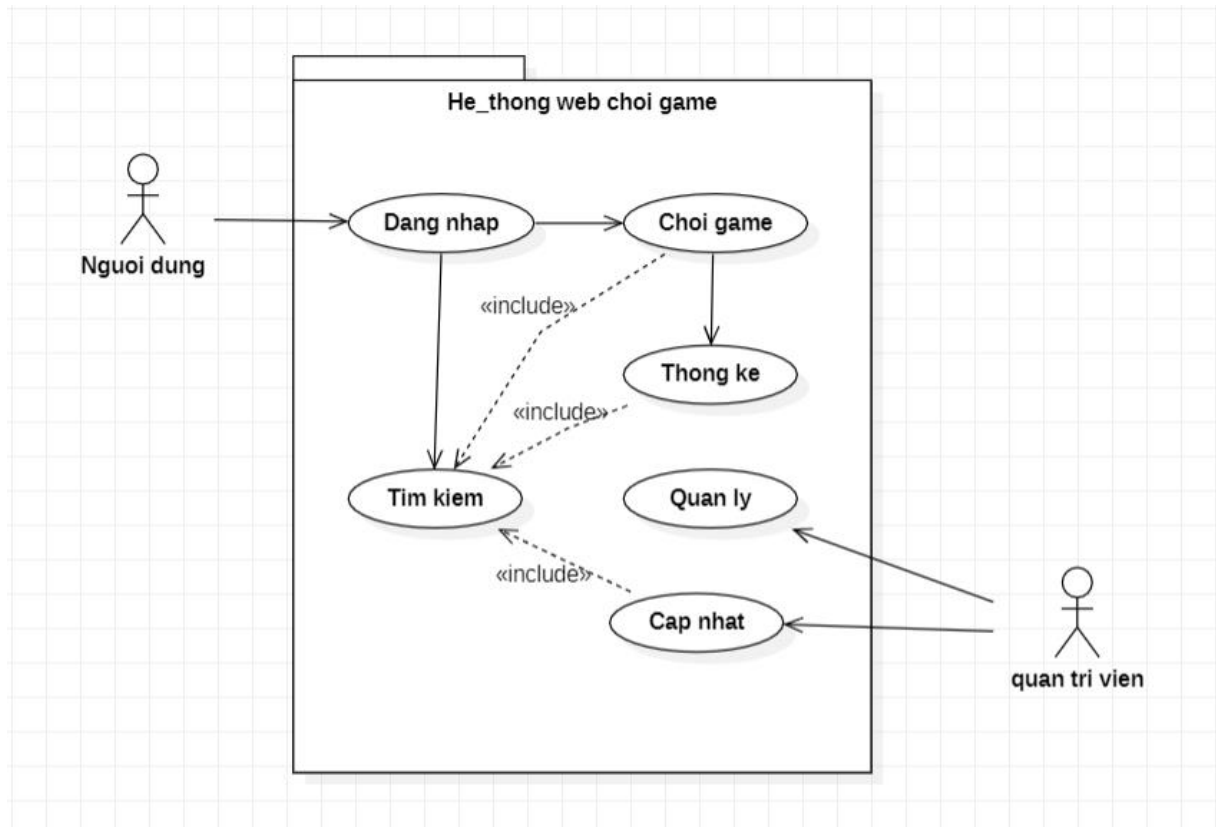 He_thong web choi game
Dang nhap
Choi game
Nguoi dung
«include»
Thong ke
«include»
Tim kiem
Quan ly
«include»
Cap nhat
quan tri vien